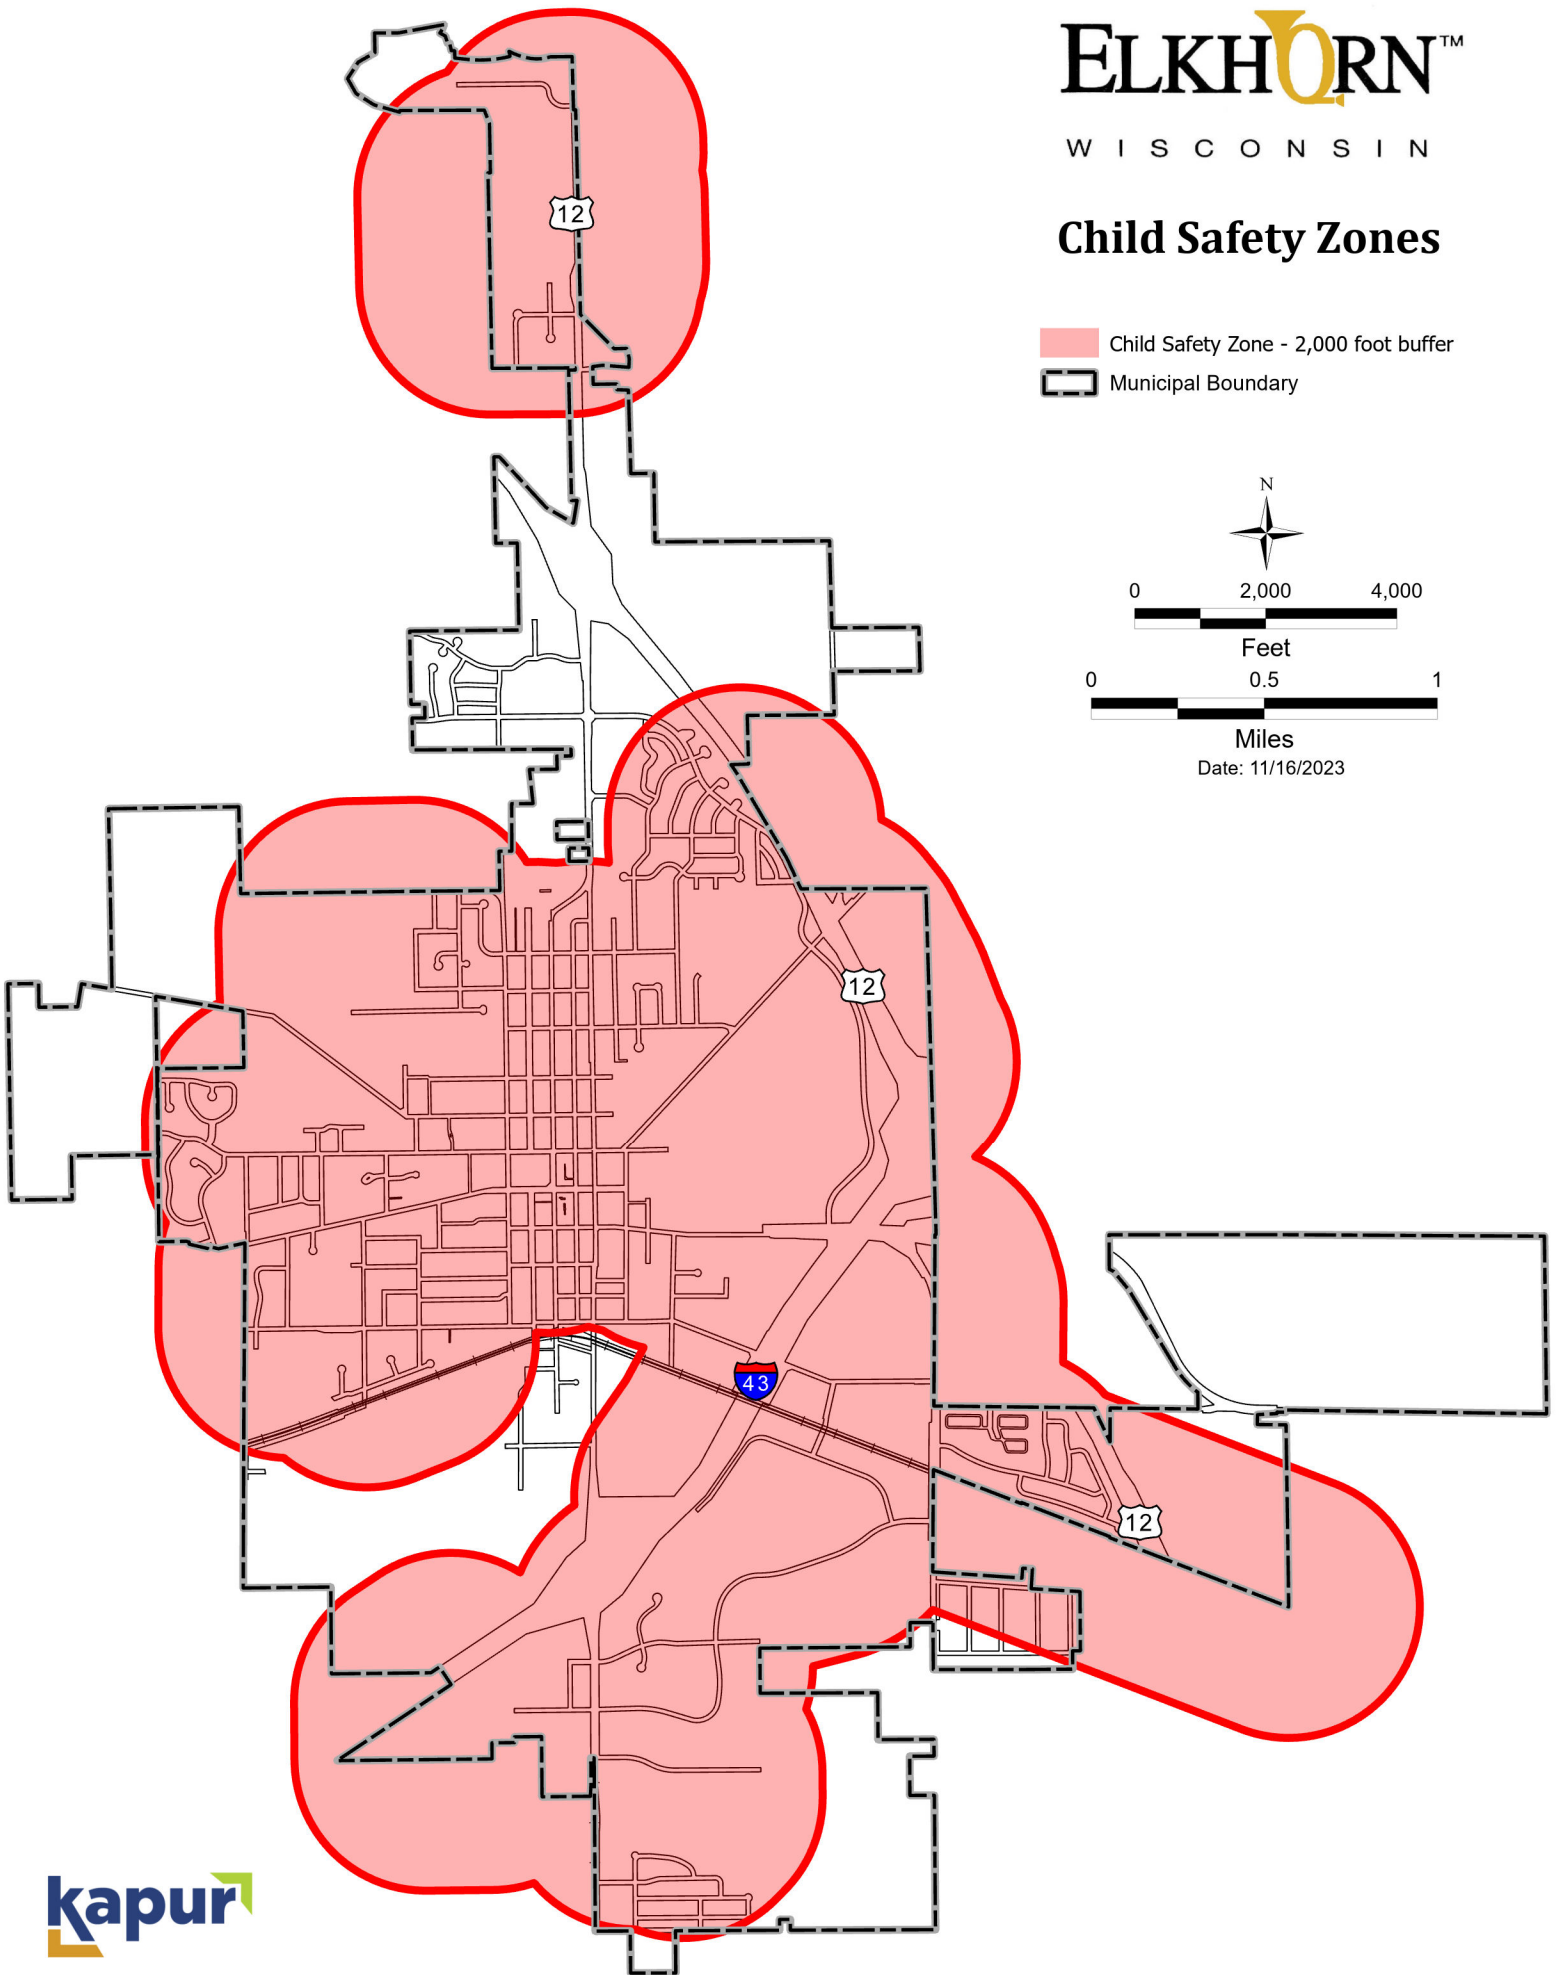 ELKHORN™
WISCONSIN
Child Safety Zones
Child Safety Zone - 2,000 foot buffer
Municipal Boundary
N
0 2,000 4,000
Feet
0 0.5 1
Miles
Date: 11/16/2023
12
12
43
12
kapur